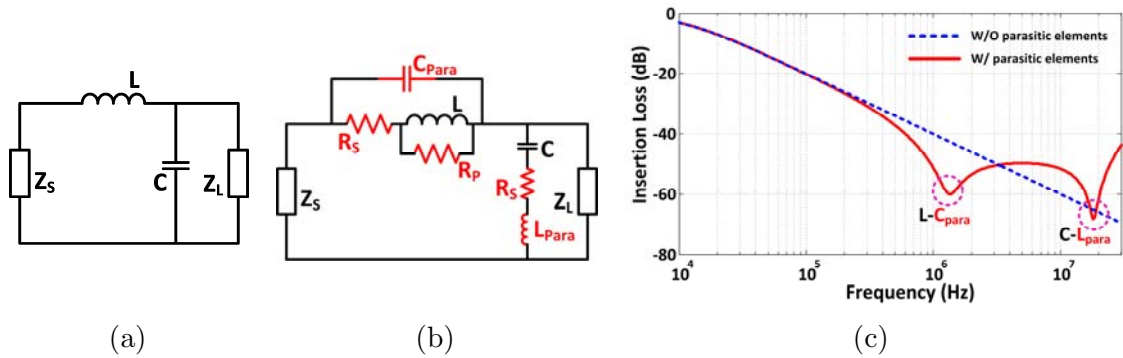 L
C
Z_S
Z_L
(a)
C_Para
L
R_S
R_P
C
R_S
L_Para
Z_S
Z_L
(b)
0
-20
-40
-60
-80
Insertion Loss (dB)
W/O parasitic elements
W/ parasitic elements
L-C_para
C-L_para
10^4
10^5
10^6
10^7
Frequency (Hz)
(c)